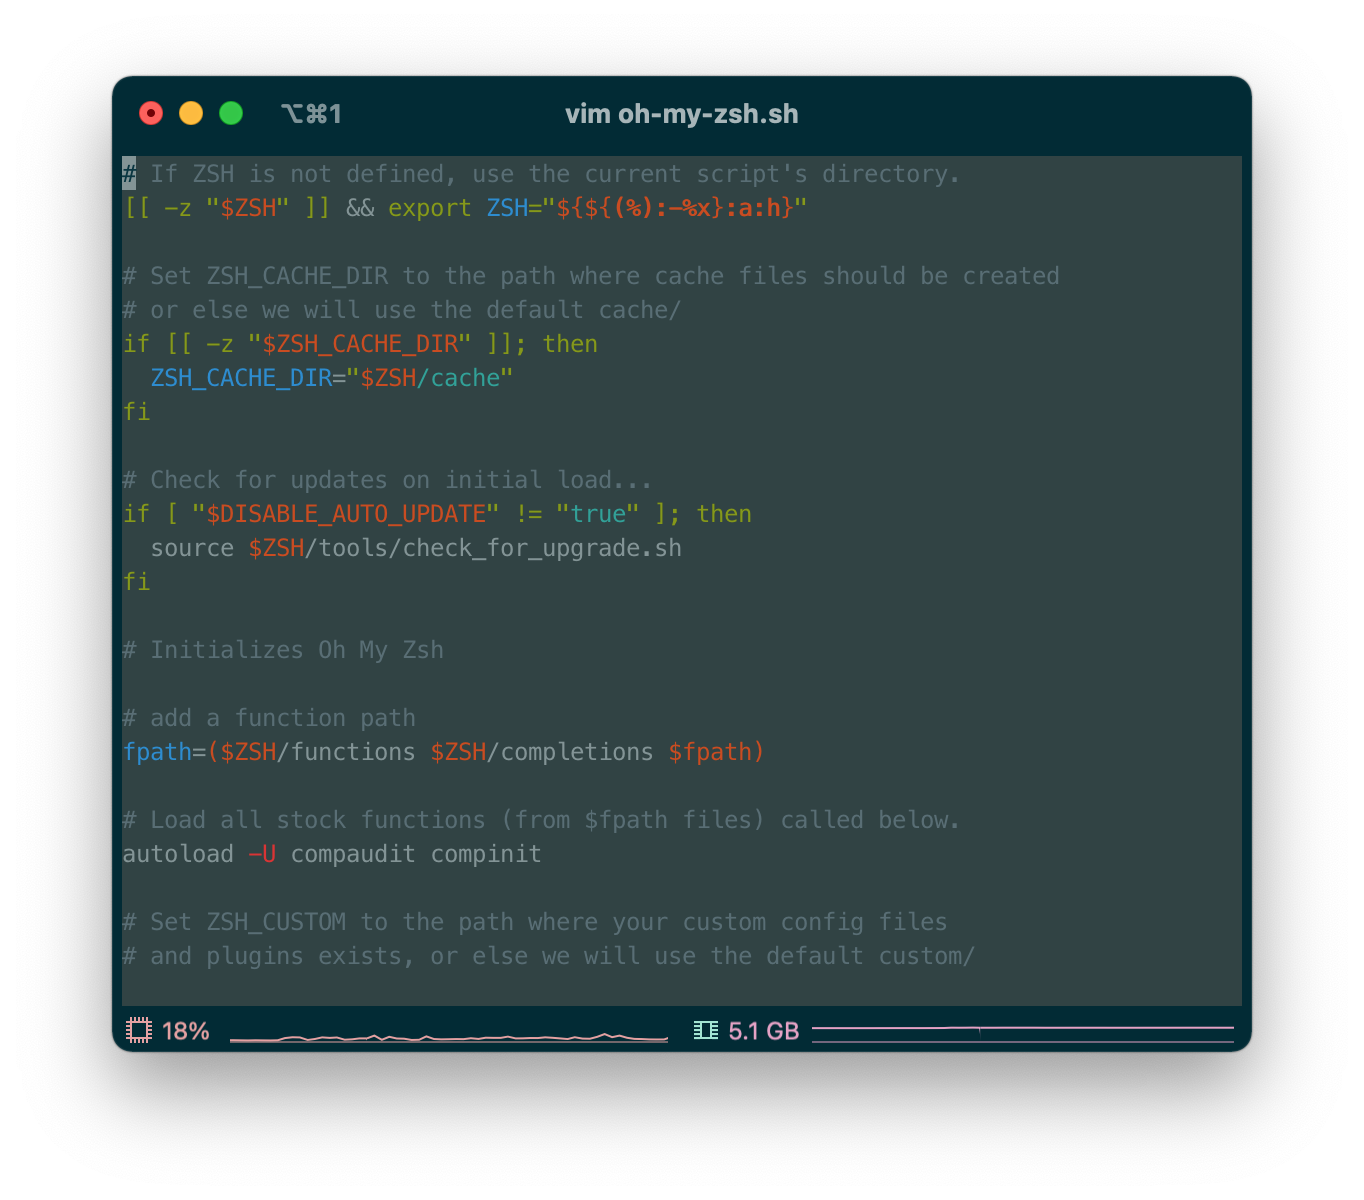 ⌥⌘1
vim oh-my-zsh.sh
# If ZSH is not defined, use the current script's directory.
[[ -z "$ZSH" ]] && export ZSH="${${(%):-%x}:a:h}"

# Set ZSH_CACHE_DIR to the path where cache files should be created
# or else we will use the default cache/
if [[ -z "$ZSH_CACHE_DIR" ]]; then
  ZSH_CACHE_DIR="$ZSH/cache"
fi

# Check for updates on initial load...
if [ "$DISABLE_AUTO_UPDATE" != "true" ]; then
  source $ZSH/tools/check_for_upgrade.sh
fi

# Initializes Oh My Zsh

# add a function path
fpath=($ZSH/functions $ZSH/completions $fpath)

# Load all stock functions (from $fpath files) called below.
autoload -U compaudit compinit

# Set ZSH_CUSTOM to the path where your custom config files
# and plugins exists, or else we will use the default custom/
18%
5.1 GB